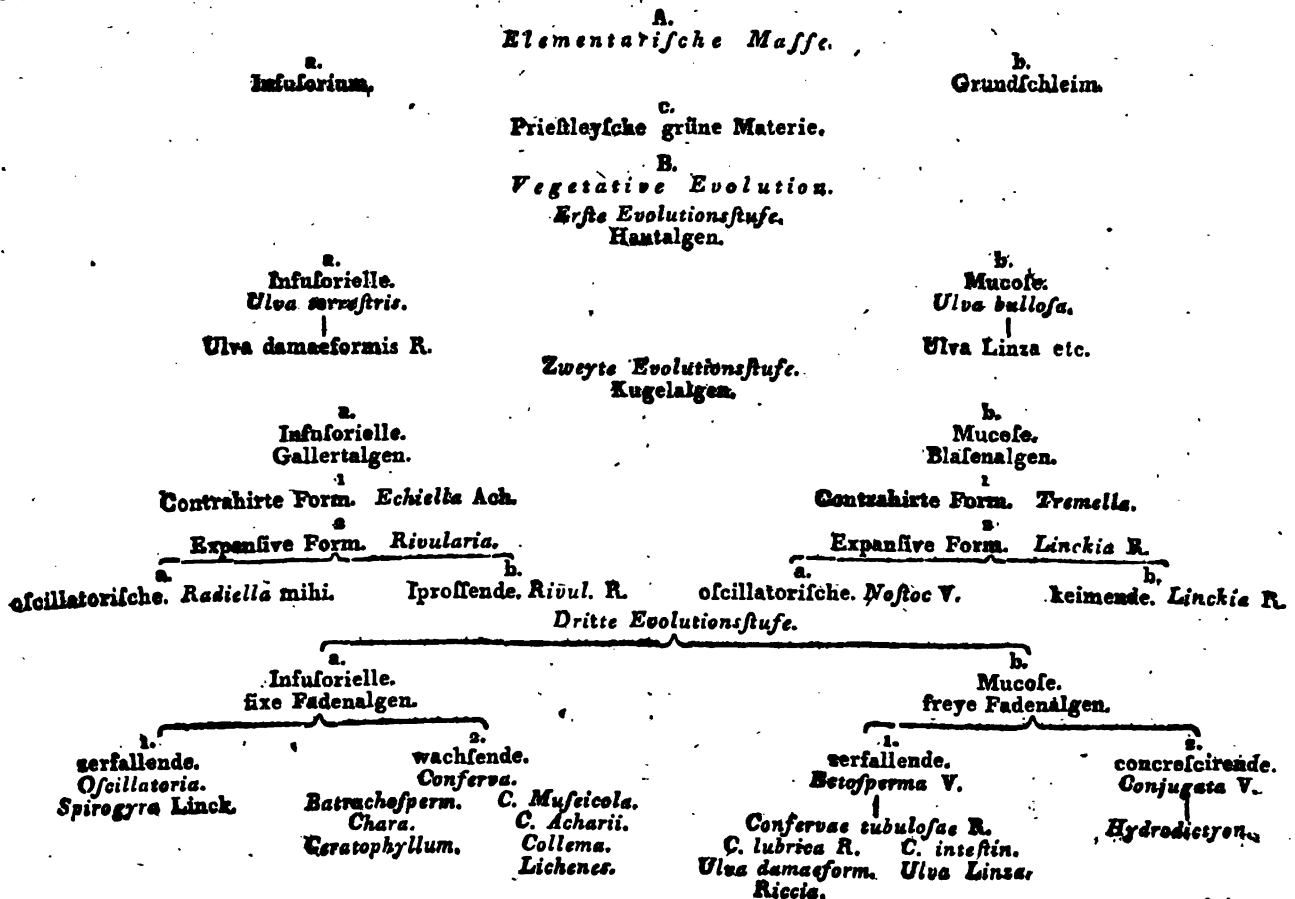 A.
Elementariſche Maſſe.
a.
Infuſorium,
b.
Grundſchleim.
c.
Prieſtleyſche grüne Materie.
B.
Vegetative Evolution.
Erſte Evolutionsſtufe.
Hautalgen.
a.
Infuſorielle.
Ulva terreſtris.
Ulva damaeformis R.
b.
Mucoſe.
Ulva bulloſa.
Ulva Linza etc.
Zweyte Evolutionsſtufe.
Kugelalgen.
a.
Infuſorielle.
Gallertalgen.
1
Contrahirte Form. Echiella Ach.
2
Expanſive Form. Rivularia.
a.
oſcillatoriſche. Radiella mihi.
b.
ſproſſende. Rivul. R.
b.
Mucoſe.
Blaſenalgen.
1
Contrahirte Form. Tremella.
2
Expanſive Form. Linckia R.
a.
oſcillatoriſche. Noſtoc V.
b.
keimende. Linckia R.
Dritte Evolutionsſtufe.
a.
Infuſorielle.
fixe Fadenalgen.
1.
zerfallende.
Oſcillatoria.
Spirogyra Linck.
2.
wachſende.
Conferva.
Batrachoſperm. C. Muſcicola.
Chara. C. Acharii.
Ceratophyllum. Collema.
Lichenes.
b.
Mucoſe.
freye Fadenalgen.
1.
zerfallende.
Ectoſperma V.
Confervae tubuloſae R.
C. lubrica R. C. inteſtin.
Ulva damaeform. Ulva Linza.
Riccia.
2.
concreſcirende.
Conjugata V.
Hydrodictyon.